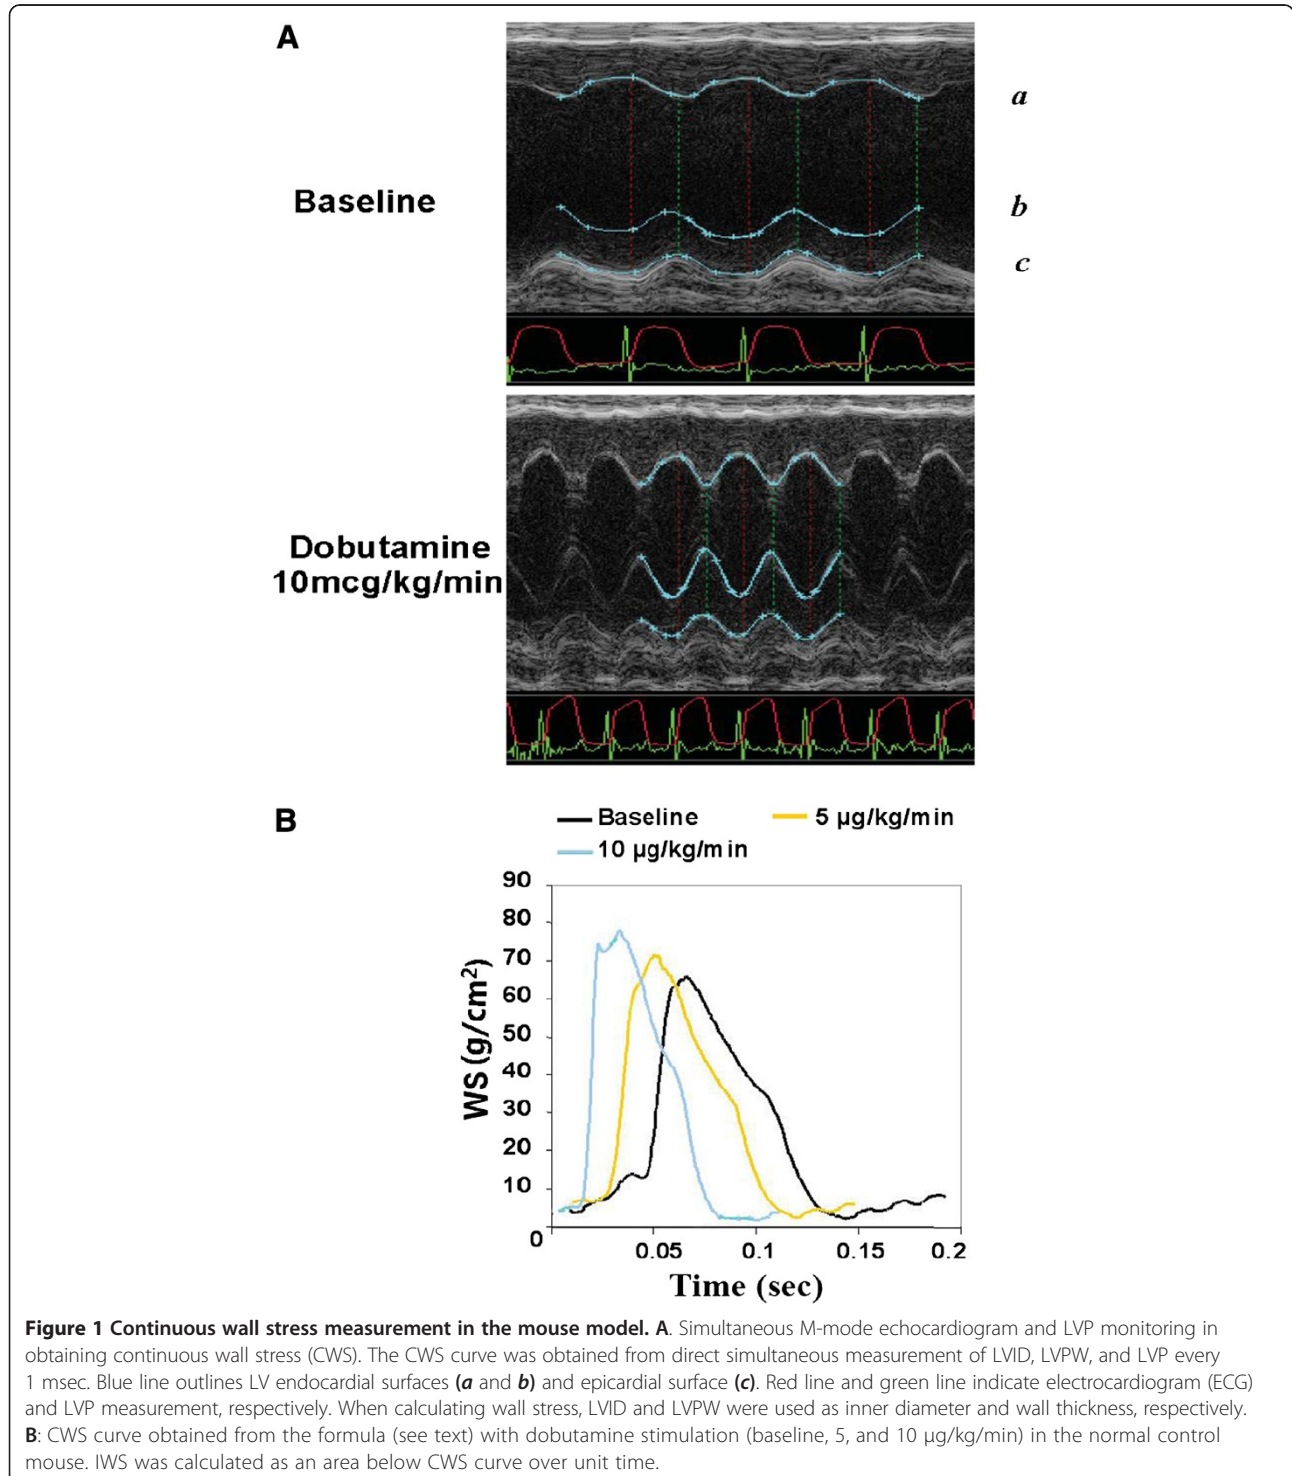 A
a
Baseline
b
c
Dobutamine
10mcg/kg/min
B
Baseline
5 µg/kg/min
10 µg/kg/min
90
80
70
60
50
40
30
20
10
0
WS (g/cm²)
0.05
0.1
0.15
0.2
Time (sec)
Figure 1 Continuous wall stress measurement in the mouse model. A. Simultaneous M-mode echocardiogram and LVP monitoring in
obtaining continuous wall stress (CWS). The CWS curve was obtained from direct simultaneous measurement of LVID, LVPW, and LVP every
1 msec. Blue line outlines LV endocardial surfaces (a and b) and epicardial surface (c). Red line and green line indicate electrocardiogram (ECG)
and LVP measurement, respectively. When calculating wall stress, LVID and LVPW were used as inner diameter and wall thickness, respectively.
B: CWS curve obtained from the formula (see text) with dobutamine stimulation (baseline, 5, and 10 µg/kg/min) in the normal control
mouse. IWS was calculated as an area below CWS curve over unit time.